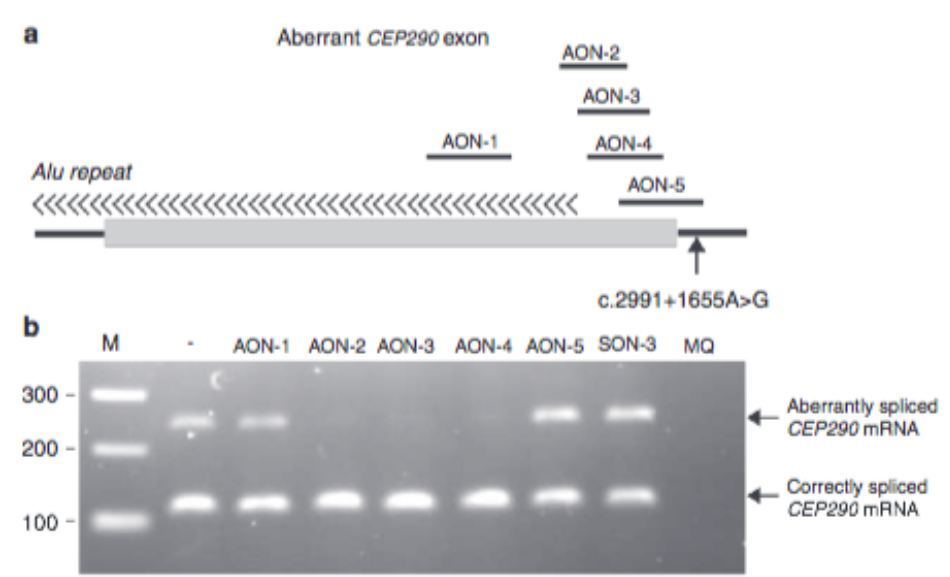 a
Aberrant CEP290 exon
AON-2
AON-3
AON-1
AON-4
Alu repeat
AON-5
c.2991+1655A>G
b
M - AON-1 AON-2 AON-3 AON-4 AON-5 SON-3 MQ
300
200
100
Aberrantly spliced
CEP290 mRNA
Correctly spliced
CEP290 mRNA